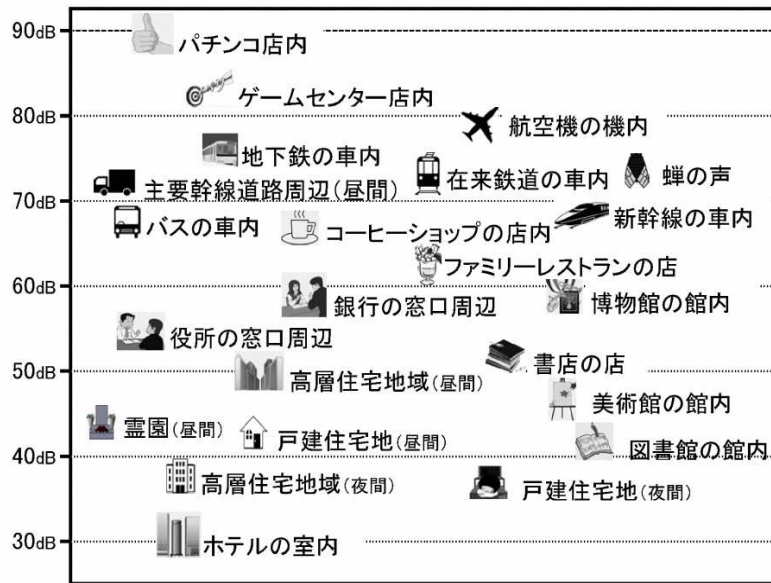 90dB
パチンコ店内
ゲームセンター店内
80dB
航空機の機内
地下鉄の車内
主要幹線道路周辺(昼間)
在来鉄道の車内
蝉の声
70dB
バスの車内
コーヒーショップの店内
新幹線の車内
ファミリーレストランの店
60dB
銀行の窓口周辺
博物館の館内
役所の窓口周辺
50dB
書店の店
高層住宅地域(昼間)
美術館の館内
霊園(昼間)
戸建住宅地(昼間)
図書館の館内
40dB
高層住宅地域(夜間)
戸建住宅地(夜間)
30dB
ホテルの室内